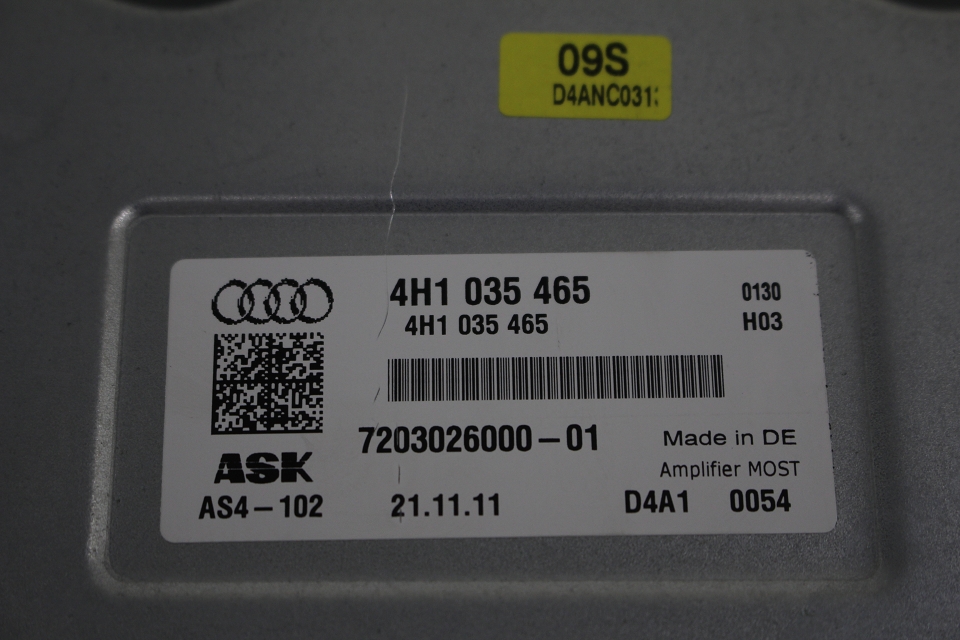 09S
D4ANC031
4H1 035 465
0130
4H1 035 465
H03
7203026000-01
Made in DE
ASK
Amplifier MOST
AS4-102
21.11.11
D4A1
0054